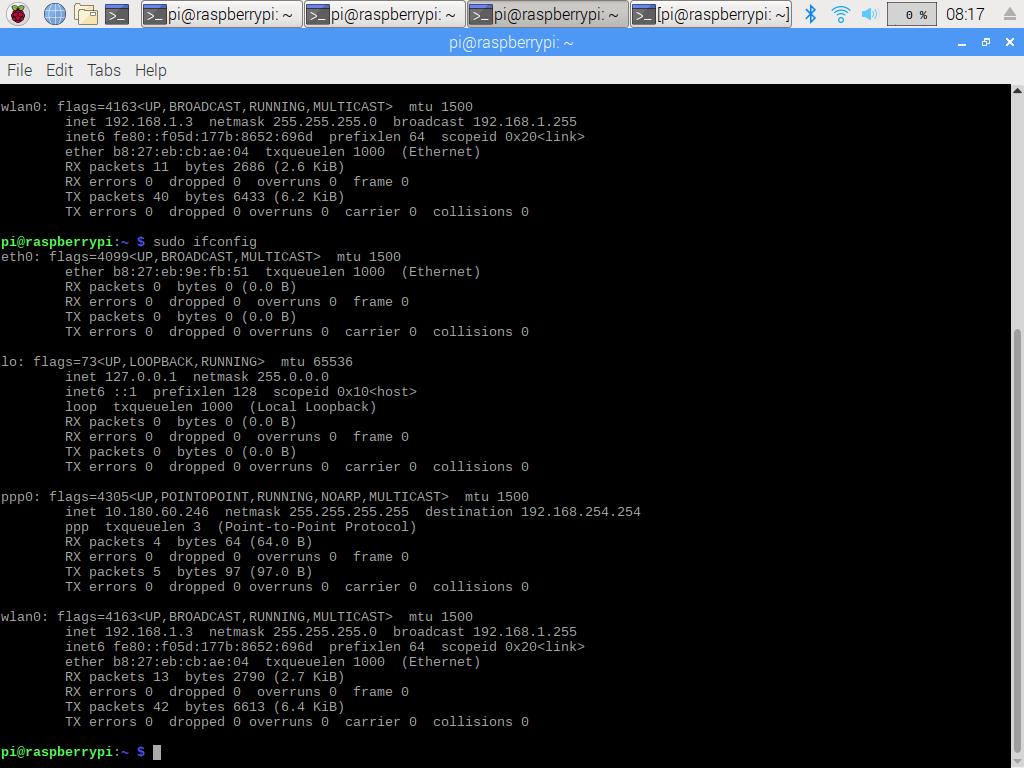 pi@raspberrypi: ~ pi@raspberrypi: ~ pi@raspberrypi: ~ [pi@raspberrypi: ~] 0 % 08:17
pi@raspberrypi: ~
File Edit Tabs Help
wlan0: flags=4163<UP,BROADCAST,RUNNING,MULTICAST>  mtu 1500
        inet 192.168.1.3  netmask 255.255.255.0  broadcast 192.168.1.255
        inet6 fe80::f05d:177b:8652:696d  prefixlen 64  scopeid 0x20<link>
        ether b8:27:eb:cb:ae:04  txqueuelen 1000  (Ethernet)
        RX packets 11  bytes 2686 (2.6 KiB)
        RX errors 0  dropped 0  overruns 0  frame 0
        TX packets 40  bytes 6433 (6.2 KiB)
        TX errors 0  dropped 0 overruns 0  carrier 0  collisions 0
pi@raspberrypi:~ $ sudo ifconfig
eth0: flags=4099<UP,BROADCAST,MULTICAST>  mtu 1500
        ether b8:27:eb:9e:fb:51  txqueuelen 1000  (Ethernet)
        RX packets 0  bytes 0 (0.0 B)
        RX errors 0  dropped 0  overruns 0  frame 0
        TX packets 0  bytes 0 (0.0 B)
        TX errors 0  dropped 0 overruns 0  carrier 0  collisions 0
lo: flags=73<UP,LOOPBACK,RUNNING>  mtu 65536
        inet 127.0.0.1  netmask 255.0.0.0
        inet6 ::1  prefixlen 128  scopeid 0x10<host>
        loop  txqueuelen 1000  (Local Loopback)
        RX packets 0  bytes 0 (0.0 B)
        RX errors 0  dropped 0  overruns 0  frame 0
        TX packets 0  bytes 0 (0.0 B)
        TX errors 0  dropped 0 overruns 0  carrier 0  collisions 0
ppp0: flags=4305<UP,POINTOPOINT,RUNNING,NOARP,MULTICAST>  mtu 1500
        inet 10.180.60.246  netmask 255.255.255.255  destination 192.168.254.254
        ppp  txqueuelen 3  (Point-to-Point Protocol)
        RX packets 4  bytes 64 (64.0 B)
        RX errors 0  dropped 0  overruns 0  frame 0
        TX packets 5  bytes 97 (97.0 B)
        TX errors 0  dropped 0 overruns 0  carrier 0  collisions 0
wlan0: flags=4163<UP,BROADCAST,RUNNING,MULTICAST>  mtu 1500
        inet 192.168.1.3  netmask 255.255.255.0  broadcast 192.168.1.255
        inet6 fe80::f05d:177b:8652:696d  prefixlen 64  scopeid 0x20<link>
        ether b8:27:eb:cb:ae:04  txqueuelen 1000  (Ethernet)
        RX packets 13  bytes 2790 (2.7 KiB)
        RX errors 0  dropped 0  overruns 0  frame 0
        TX packets 42  bytes 6613 (6.4 KiB)
        TX errors 0  dropped 0 overruns 0  carrier 0  collisions 0
pi@raspberrypi:~ $